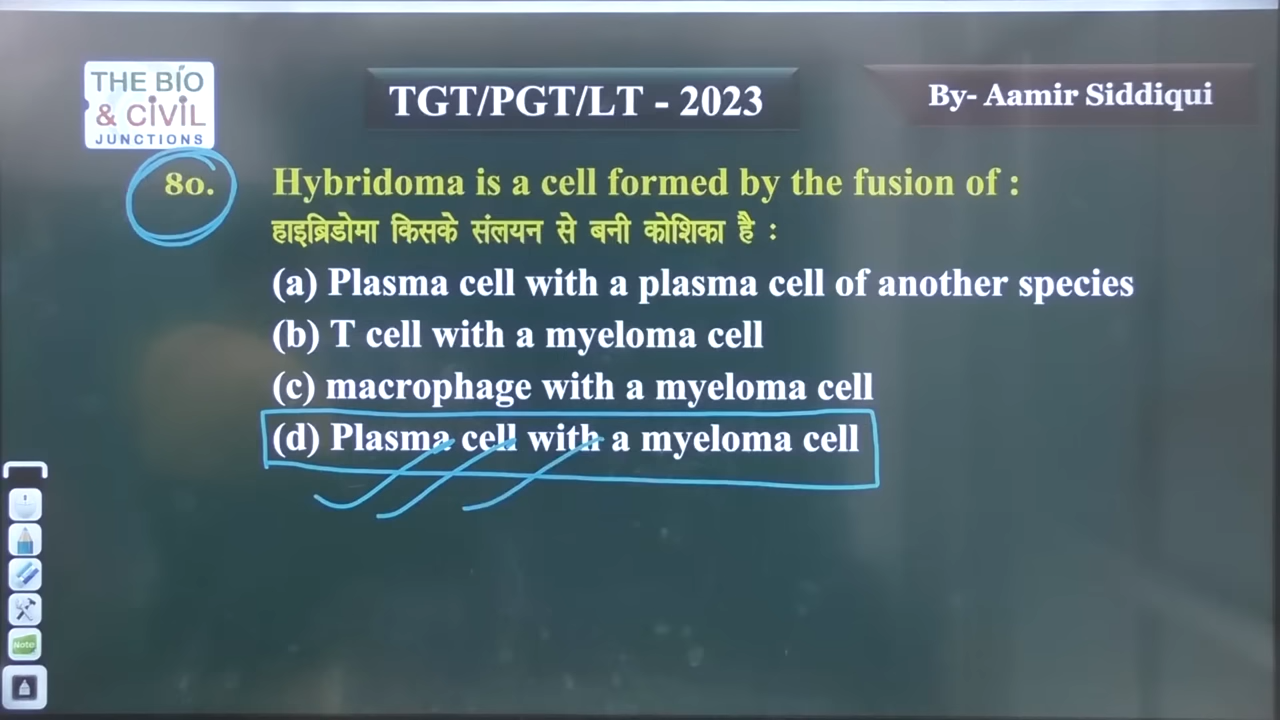 THE BIO
& CIVIL
JUNCTIONS
TGT/PGT/LT - 2023
By- Aamir Siddiqui
80. Hybridoma is a cell formed by the fusion of :
हाइब्रिडोमा किसके संलयन से बनी कोशिका है :
(a) Plasma cell with a plasma cell of another species
(b) T cell with a myeloma cell
(c) macrophage with a myeloma cell
(d) Plasma cell with a myeloma cell
Note